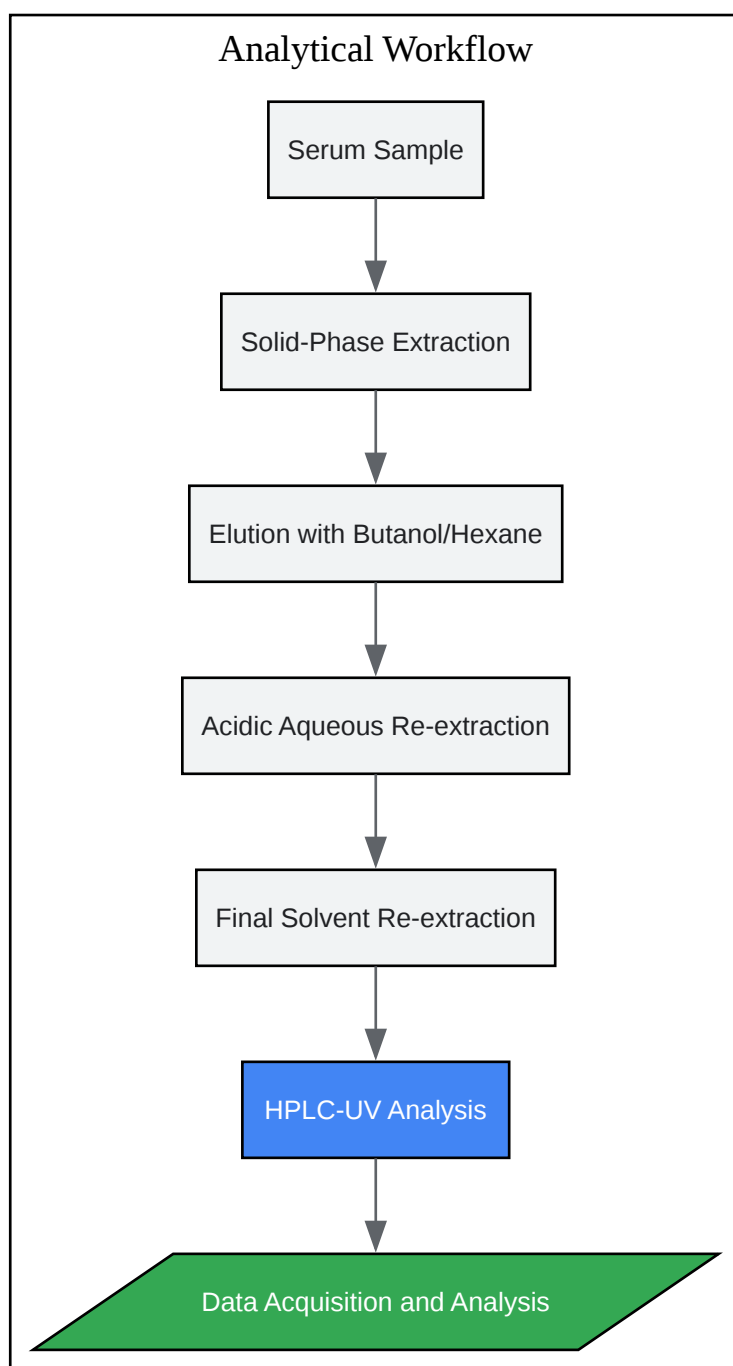 Analytical Workflow
Serum Sample
Solid-Phase Extraction
Elution with Butanol/Hexane
Acidic Aqueous Re-extraction
Final Solvent Re-extraction
HPLC-UV Analysis
Data Acquisition and Analysis